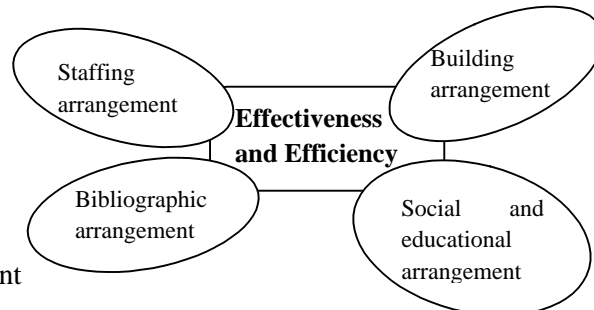 Staffing
arrangement
Building
arrangement
Effectiveness
and Efficiency
Bibliographic
arrangement
Social and
educational
arrangement
nt